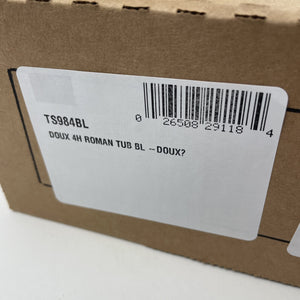 TS984BL
0 26508 29118 4
DOUX 4H ROMAN TUB BL --DOUX?